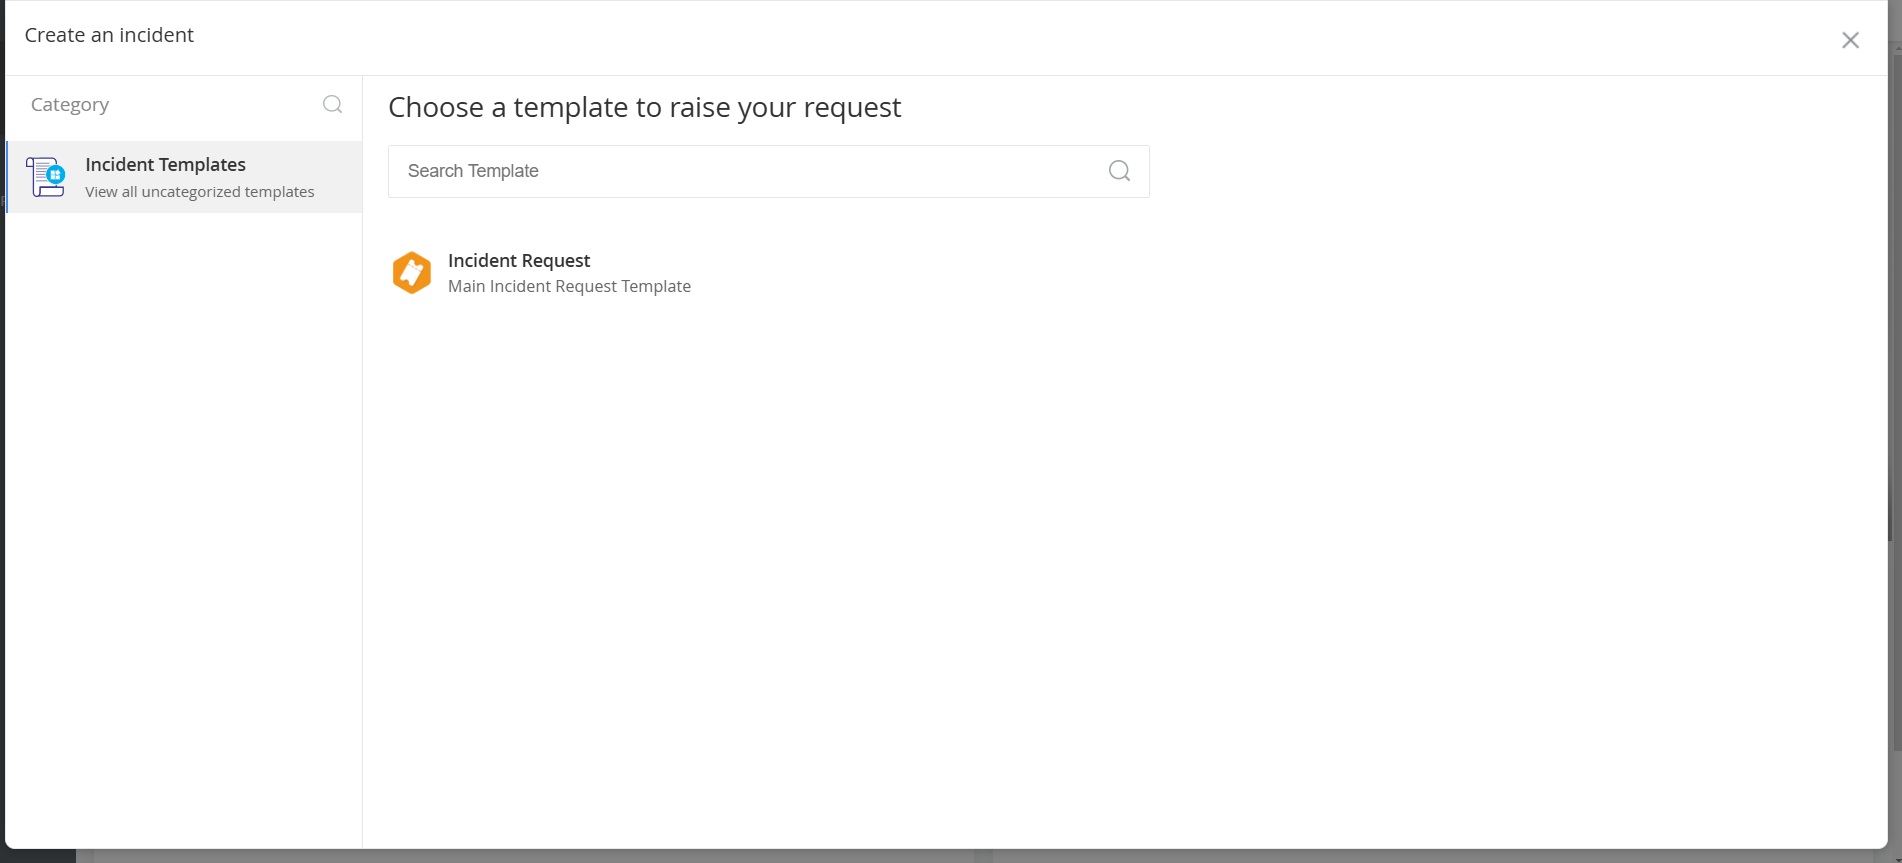 Create an incident
Category
Incident Templates
View all uncategorized templates
Choose a template to raise your request
Search Template
Incident Request
Main Incident Request Template